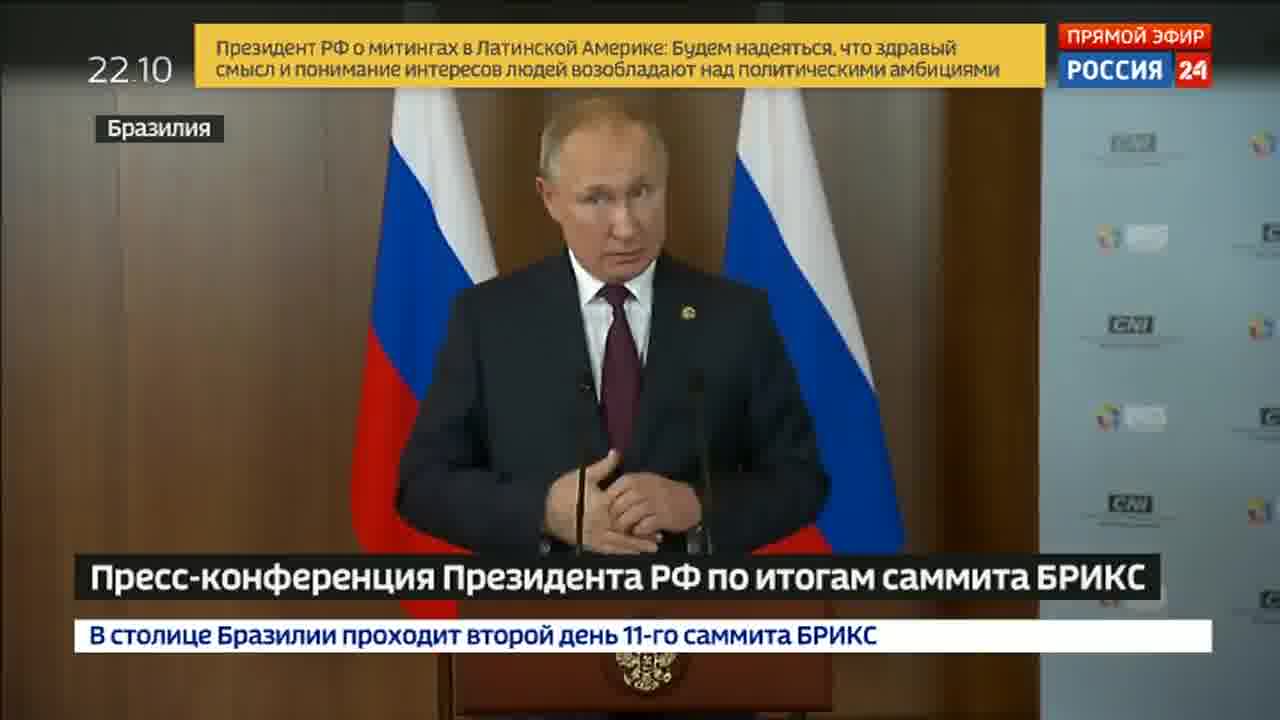 22:10
Президент РФ о митингах в Латинской Америке: Будем надеяться, что здравый
смысл и понимание интересов людей возобладают над политическими амбициями
ПРЯМОЙ ЭФИР
РОССИЯ 24
Бразилия
CNI
CNI
CNI
Пресс-конференция Президента РФ по итогам саммита БРИКС
В столице Бразилии проходит второй день 11-го саммита БРИКС